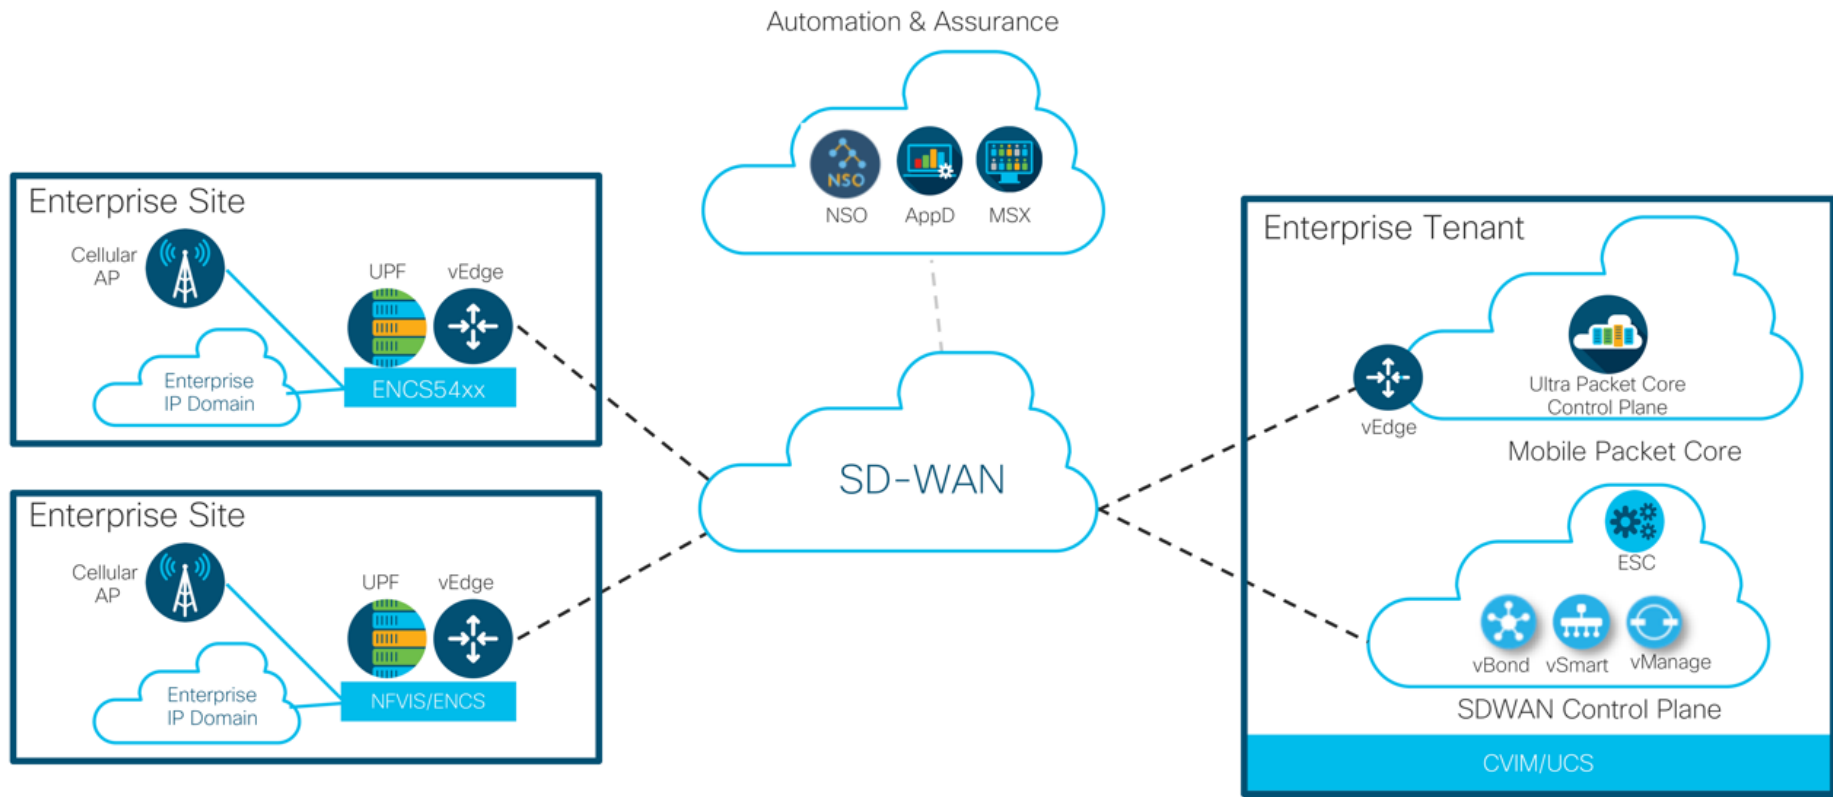 Automation & Assurance
NSO
NSO
AppD
MSX
Enterprise Site
Cellular
AP
UPF
vEdge
Enterprise
IP Domain
ENCS54xx
Enterprise Site
Cellular
AP
UPF
vEdge
Enterprise
IP Domain
NFVIS/ENCS
SD-WAN
Enterprise Tenant
Ultra Packet Core
Control Plane
vEdge
Mobile Packet Core
ESC
vBond
vSmart
vManage
SDWAN Control Plane
CVIM/UCS